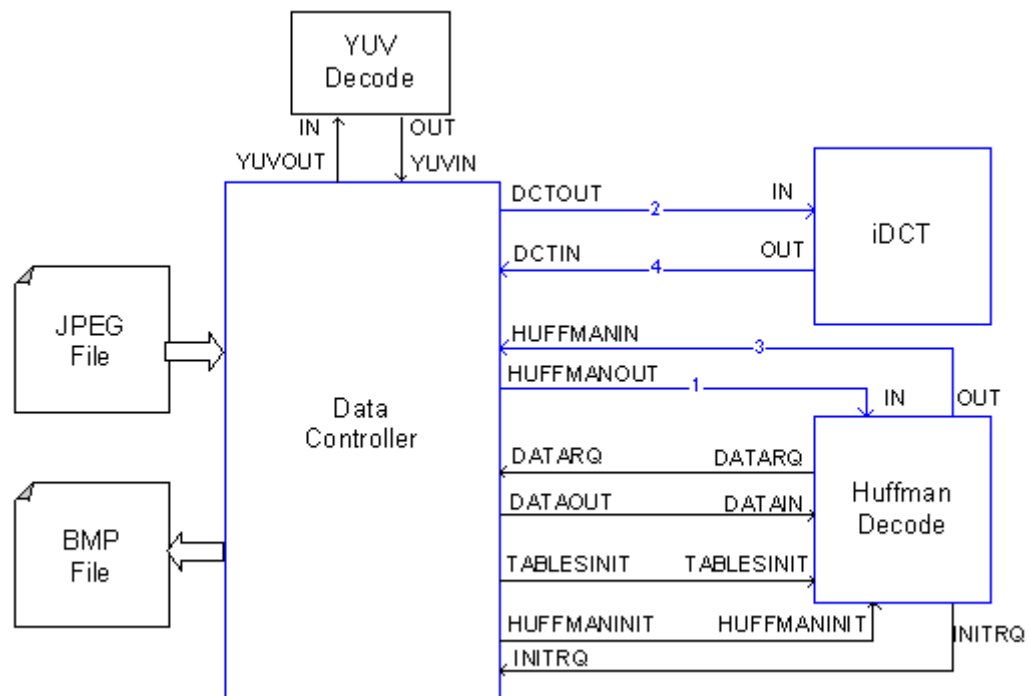 YUV
Decode
IN
OUT
YUVOUT
YUVIN
DCTOUT
2
IN
iDCT
DCTIN
4
OUT
JPEG
File
HUFFMANIN
3
HUFFMANOUT
1
IN
OUT
Data
Controller
DATARQ
DATARQ
Huffman
Decode
DATAOUT
DATAIN
BMP
File
TABLESINIT
TABLESINIT
HUFFMANINIT
HUFFMANINIT
INITRQ
INITRQ